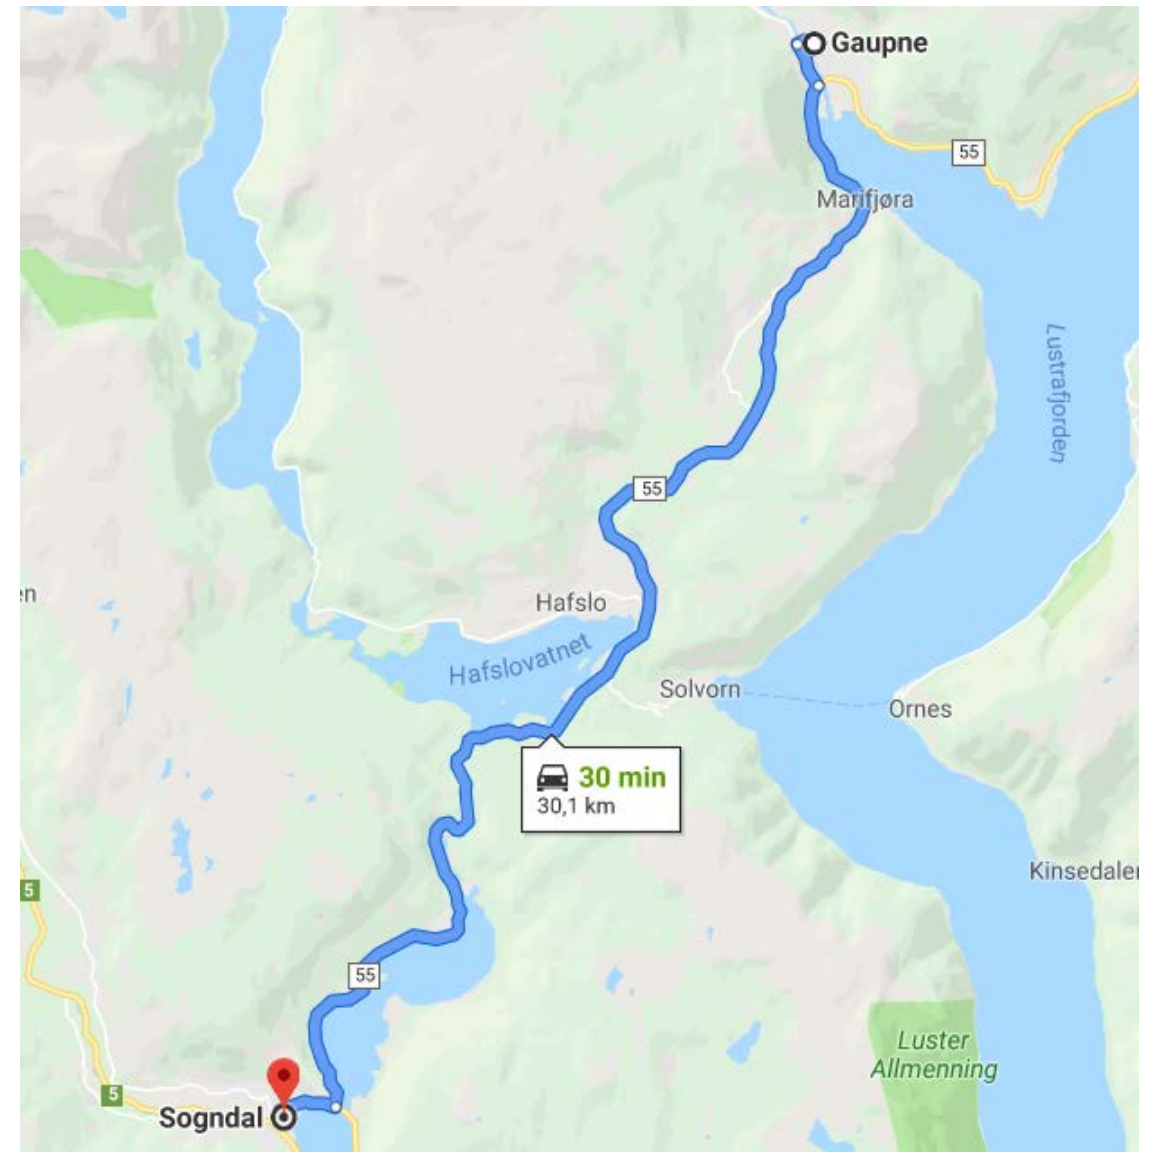 Gaupne
55
Marifjøra
Lustrafjorden
55
en
Hafslo
Hafslovatnet
Solvorn
Ornes
30 min
30,1 km
Kinsedalen
5
55
Luster
Allmenning
5
Sogndal